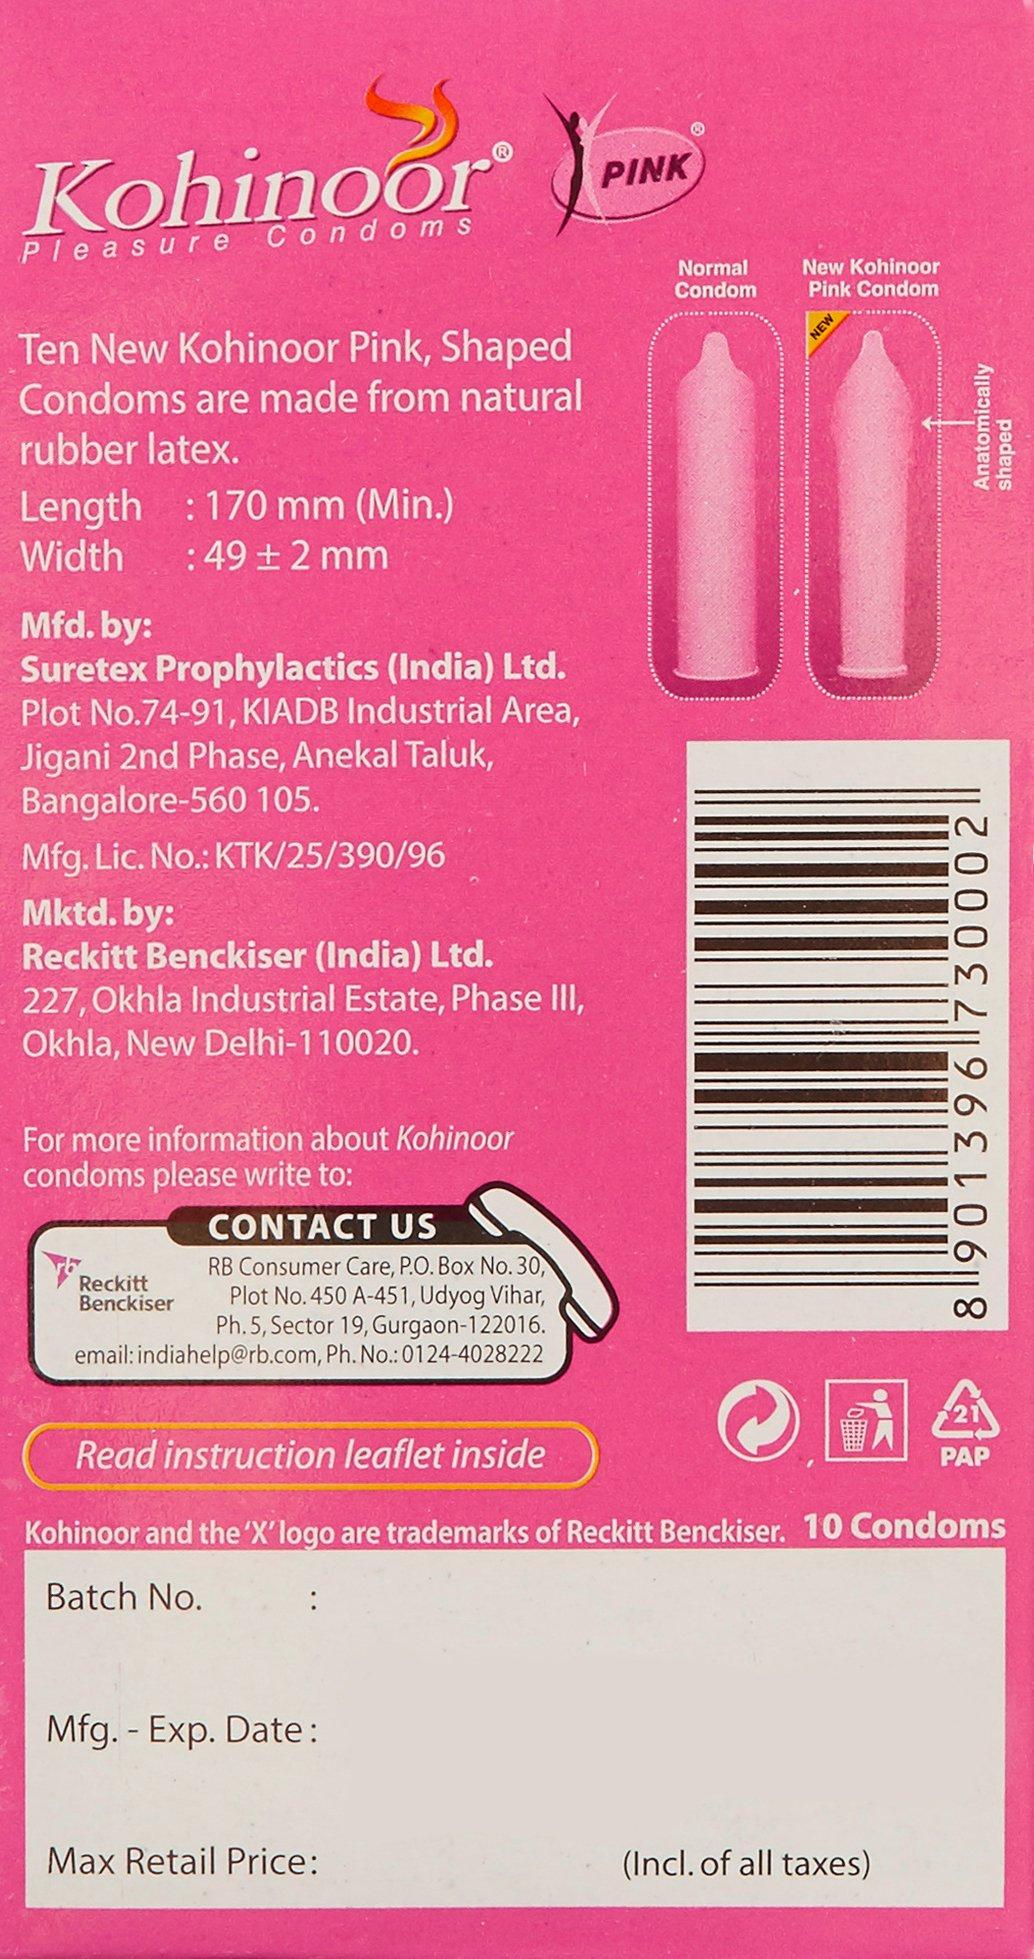 Kohinoor®
Pleasure Condoms
PINK®
Normal
Condom
New Kohinoor
Pink Condom
NEW
Anatomically
shaped
Ten New Kohinoor Pink, Shaped
Condoms are made from natural
rubber latex.
Length : 170 mm (Min.)
Width : 49 ± 2 mm
Mfd. by:
Suretex Prophylactics (India) Ltd.
Plot No.74-91, KIADB Industrial Area,
Jigani 2nd Phase, Anekal Taluk,
Bangalore-560 105.
Mfg. Lic. No.: KTK/25/390/96
Mktd. by:
Reckitt Benckiser (India) Ltd.
227, Okhla Industrial Estate, Phase III,
Okhla, New Delhi-110020.
8 901396 730002
For more information about Kohinoor
condoms please write to:
CONTACT US
rb
Reckitt
Benckiser
RB Consumer Care, P.O. Box No. 30,
Plot No. 450 A-451, Udyog Vihar,
Ph. 5, Sector 19, Gurgaon-122016.
email: indiahelp@rb.com, Ph. No.: 0124-4028222
21
PAP
Read instruction leaflet inside
Kohinoor and the 'X' logo are trademarks of Reckitt Benckiser. 10 Condoms
Batch No. :
Mfg. - Exp. Date :
Max Retail Price: (Incl. of all taxes)